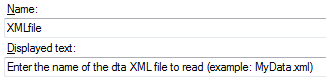 Name:
XMLfile
Displayed text:
Enter the name of the dta XML file to read (example: MyData.xml)